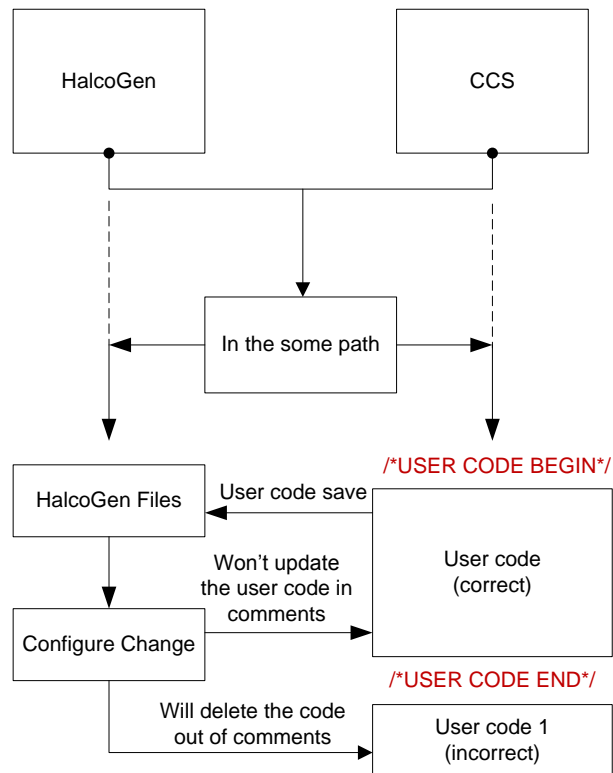 HalcoGen
CCS
In the some path
/*USER CODE BEGIN*/
HalcoGen Files
User code save
User code
(correct)
Won't update
the user code in
comments
Configure Change
/*USER CODE END*/
Will delete the code
out of comments
User code 1
(incorrect)